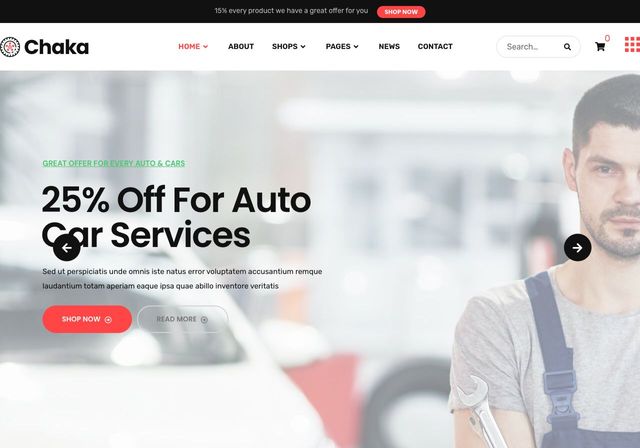 15% every product we have a great offer for you SHOP NOW
Chaka HOME ABOUT SHOPS PAGES NEWS CONTACT Search... 0
GREAT OFFER FOR EVERY AUTO & CARS
25% Off For Auto
Car Services
Sed ut perspiciatis unde omnis iste natus error voluptatem accusantium remque
laudantium totam aperiam eaque ipsa quae abillo inventore veritatis
SHOP NOW READ MORE